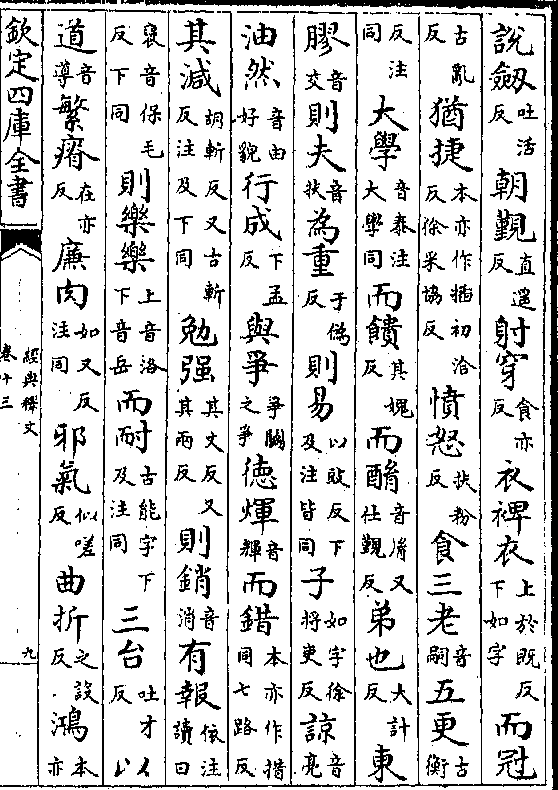 說劔吐活反朝覲直遥反射穿食亦反衣裨衣上於既反下如字而冠
古亂反猶捷本亦作插初洽反徐采協反憤怒扶粉反食三老音嗣五更古衡
反注同大學音泰注大學同而饋其媿反而酳音胤又仕覲反弟也大計反東
膠音交則夫音扶為重于偽反則易以豉反下及注皆同子如字徐將吏反諒音亮
油然音由好貌行成下孟反與爭爭鬬之爭德煇音輝而錯本亦作措同七路反
其減胡斬反又古斬反注及下同勉强其丈反又其兩反則銷音消有報依注讀曰
襃音保毛反下同則樂樂上音洛下音岳而耐古能字下及注同三台吐才反
道音導繁瘠在亦反廉肉如又反注同邪氣似嗟反曲折之設反鴻本亦
欽定四庫全書
經典釋文
卷十三
九